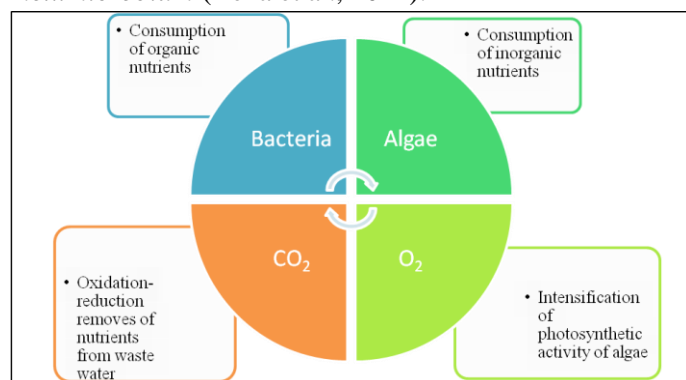 • Consumption
of organic
nutrients
• Consumption
of inorganic
nutrients
Bacteria
Algae
CO₂
O₂
• Oxidation-
reduction
removes of
nutrients
from waste
water
• Intensification
of
photosynthetic
activity of algae